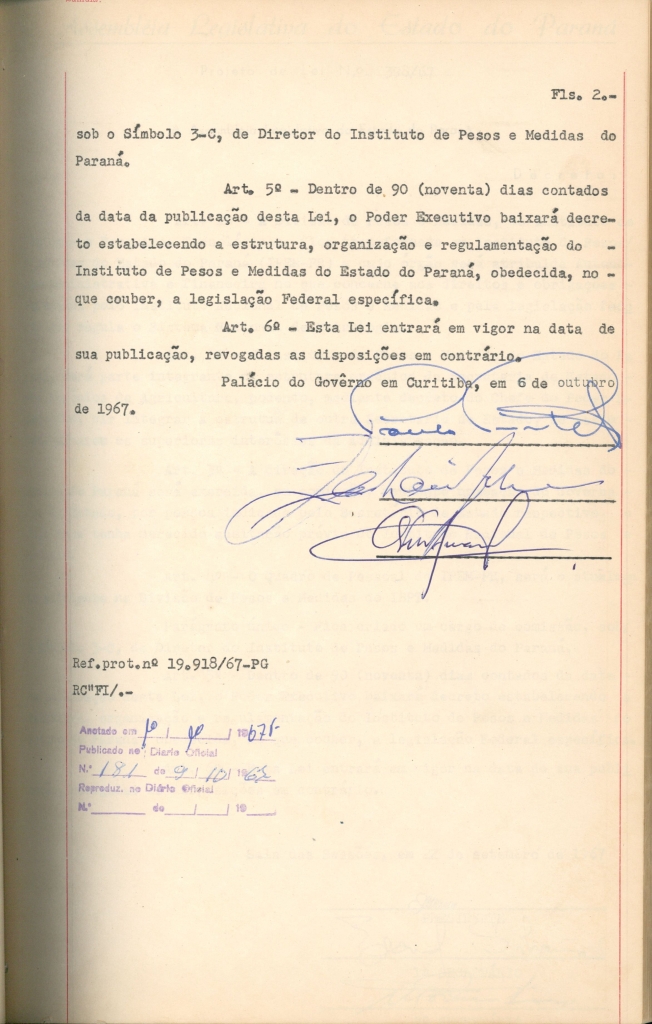 Fls. 2.-
sob o Símbolo 3-C, de Diretor do Instituto de Pesos e Medidas do
Paraná.
Art. 5º - Dentro de 90 (noventa) dias contados
da data da publicação desta Lei, o Poder Executivo baixará decre-
to estabelecendo a estrutura, organização e regulamentação do -
Instituto de Pesos e Medidas do Estado do Paraná, obedecida, no -
que couber, a legislação Federal específica.
Art. 6º - Esta Lei entrará em vigor na data de
sua publicação, revogadas as disposições em contrário.
Palácio do Govêrno em Curitiba, em 6 de outubro
de 1967.
Ref.prot.nº 19.918/67-PG
RC"FI/.-
Anotado em / / 19
Publicado no Diário Oficial
N.º 181 de 9/10/19
Reproduz. no Diário Oficial
N.º de / / 19